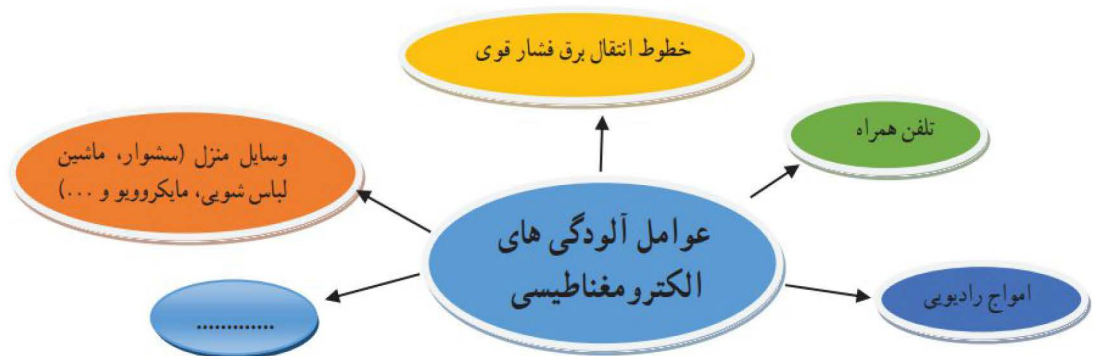 خطوط انتقال برق فشار قوی
تلفن همراه
وسایل منزل (سشوار، ماشین
لباس شویی، مایکروویو و ...)
عوامل آلودگی های
الکترومغناطیسی
امواج رادیویی
.............